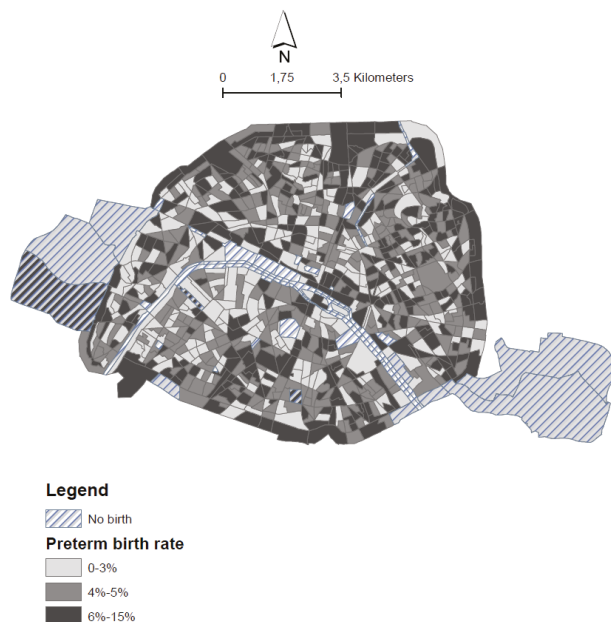 N
0 1,75 3,5 Kilometers
Legend
No birth
Preterm birth rate
0-3%
4%-5%
6%-15%